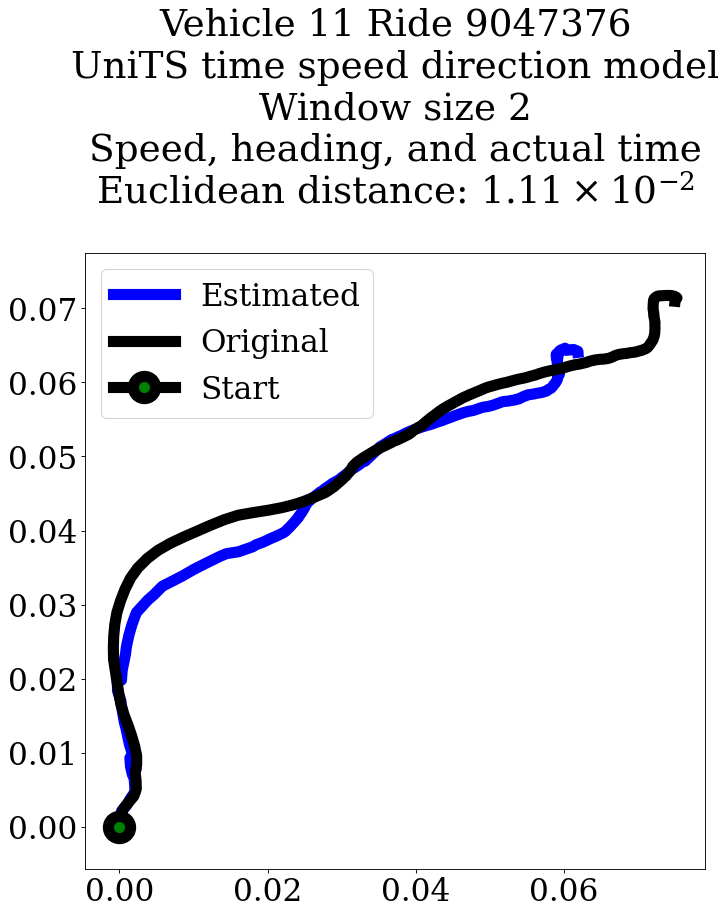 Vehicle 11 Ride 9047376
UniTS time speed direction model
Window size 2
Speed, heading, and actual time
Euclidean distance: 1.11 × 10⁻²
Estimated
Original
Start
0.07
0.06
0.05
0.04
0.03
0.02
0.01
0.00
0.00 0.02 0.04 0.06